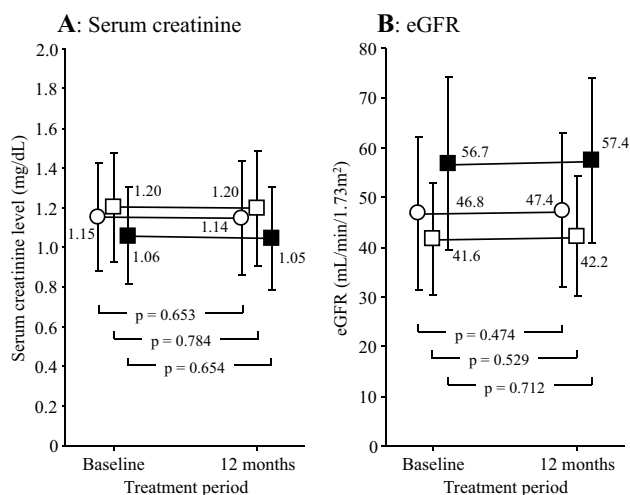 A: Serum creatinine
Serum creatinine level (mg/dL)
2.0
1.8
1.6
1.4
1.2
1.0
0.8
0.6
0.4
0.2
0
1.20
1.20
1.15
1.14
1.06
1.05
p = 0.653
p = 0.784
p = 0.654
Baseline
12 months
Treatment period
B: eGFR
eGFR (mL/min/1.73m²)
80
70
60
50
40
30
20
10
0
56.7
57.4
46.8
47.4
41.6
42.2
p = 0.474
p = 0.529
p = 0.712
Baseline
12 months
Treatment period